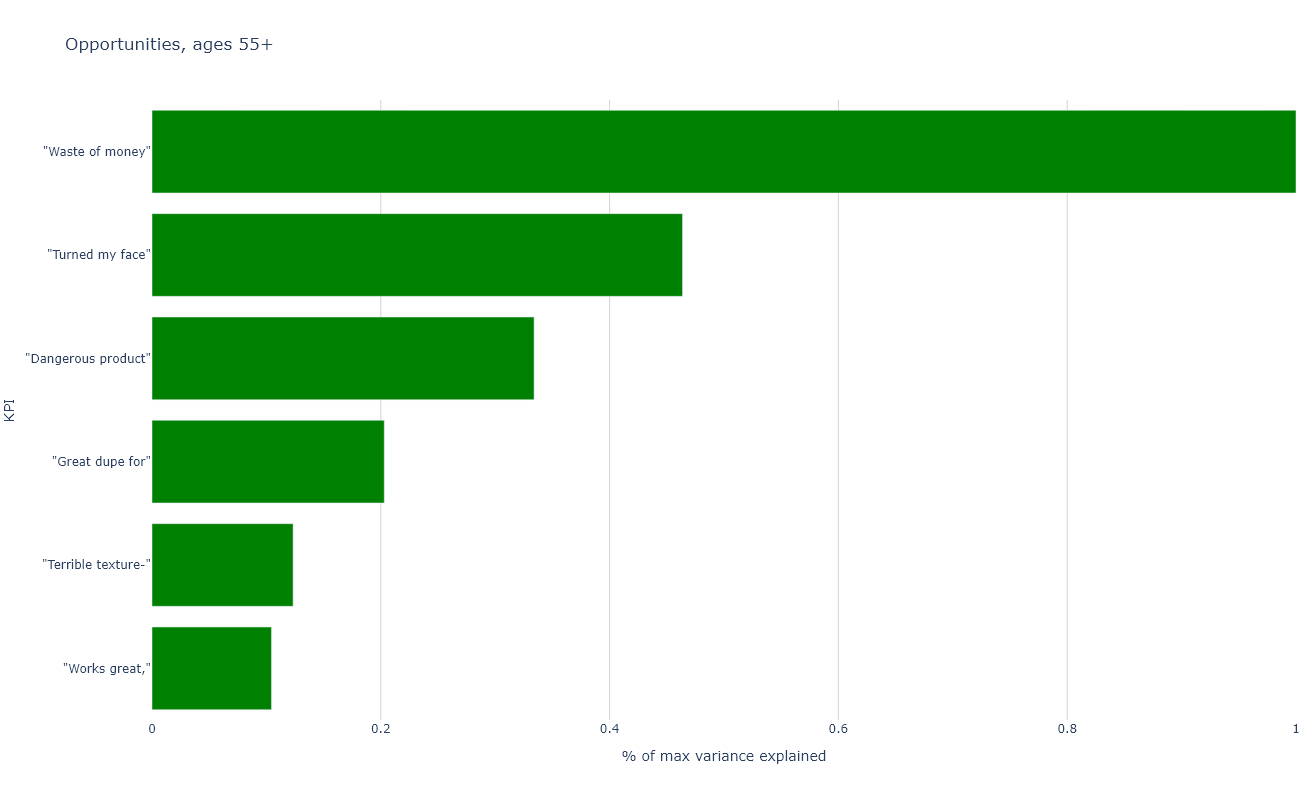 Opportunities, ages 55+
"Waste of money"
"Turned my face"
"Dangerous product"
"Great dupe for"
"Terrible texture-"
"Works great,"
KPI
0 0.2 0.4 0.6 0.8 1
% of max variance explained